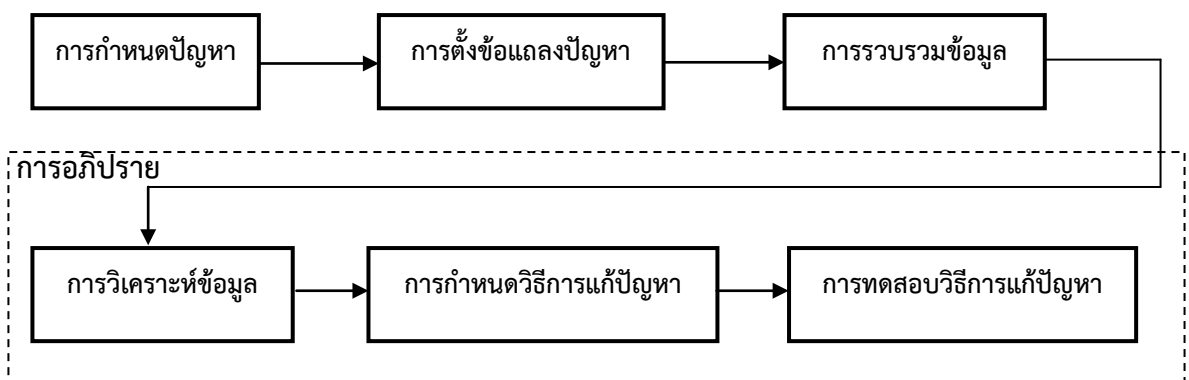 การกำหนดปัญหา
การตั้งข้อแถลงปัญหา
การรวบรวมข้อมูล
การอภิปราย
การวิเคราะห์ข้อมูล
การกำหนดวิธีการแก้ปัญหา
การทดสอบวิธีการแก้ปัญหา